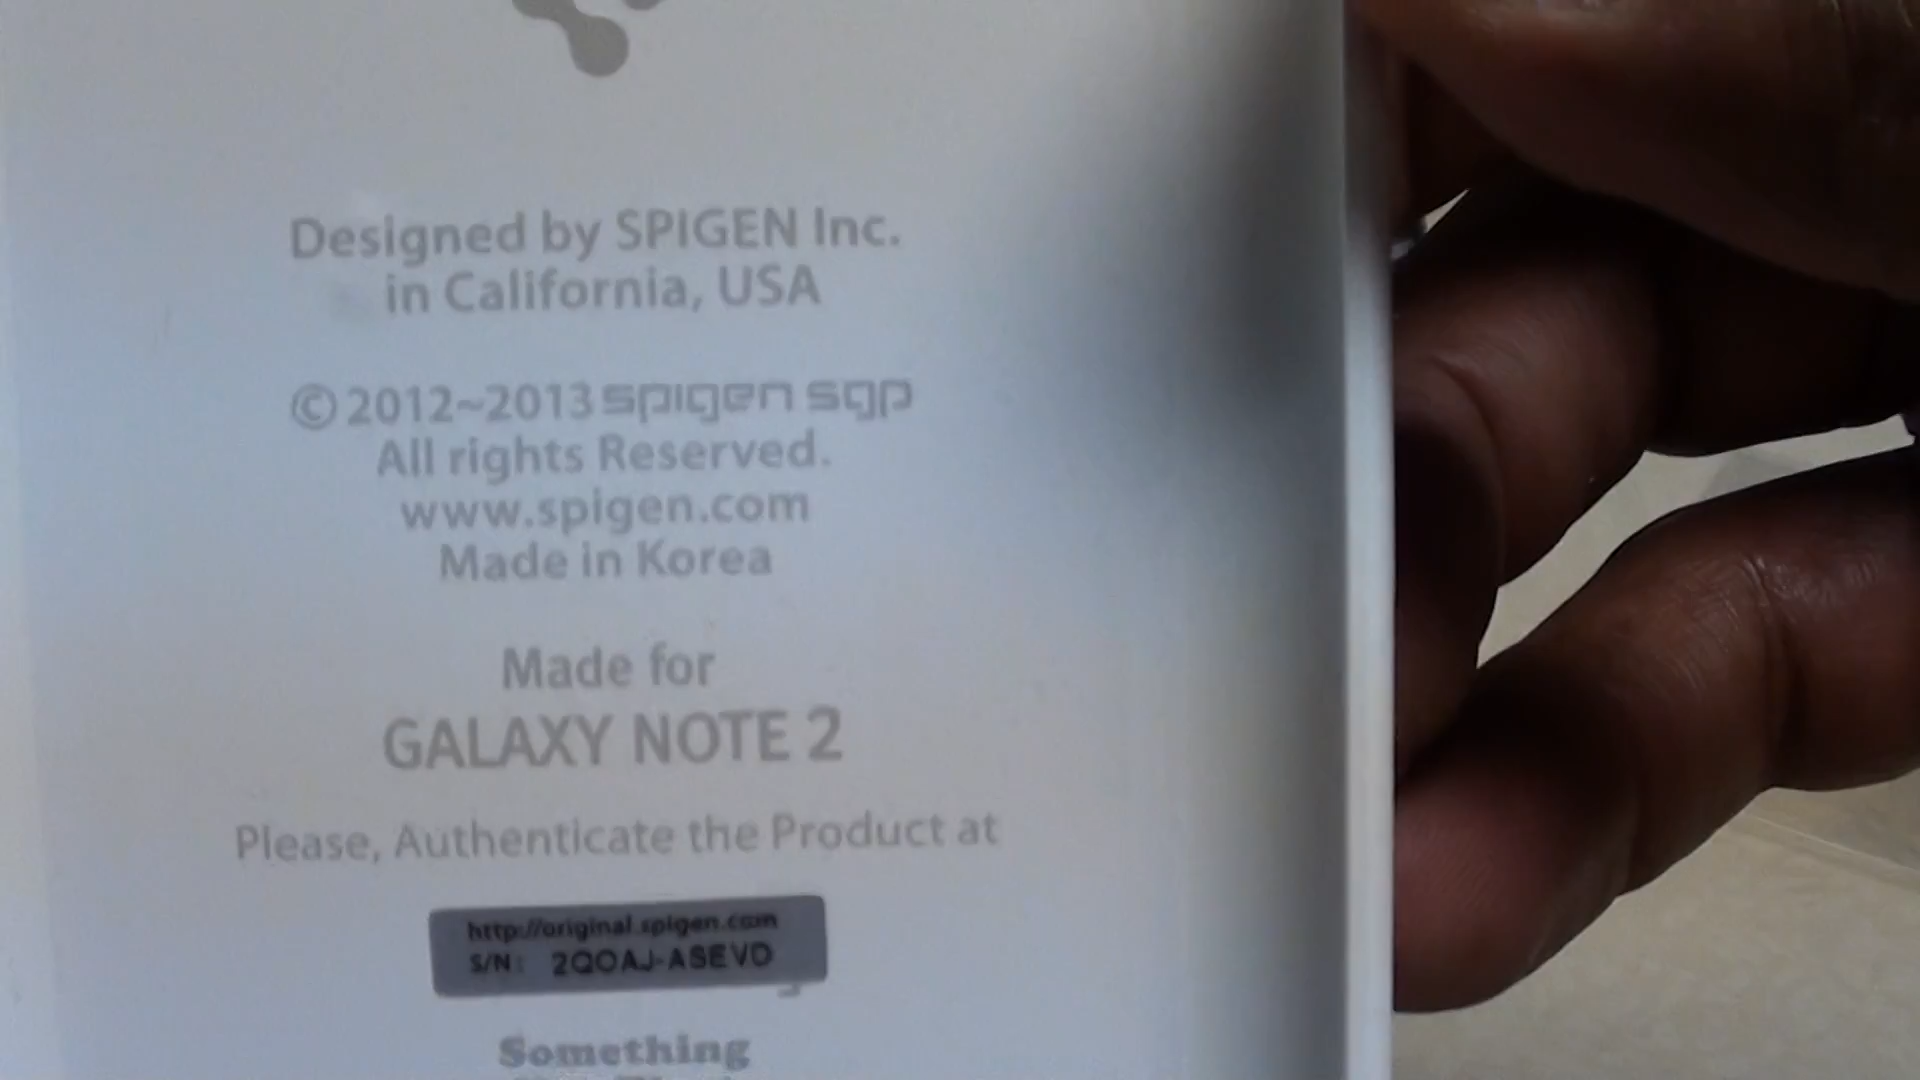 Designed by SPIGEN Inc.
in California, USA
© 2012~2013 spigen sgp
All rights Reserved.
www.spigen.com
Made in Korea
Made for
GALAXY NOTE 2
Please, Authenticate the Product at
http://original.spigen.com
S/N: 2QOAJ-ASEVD
Something